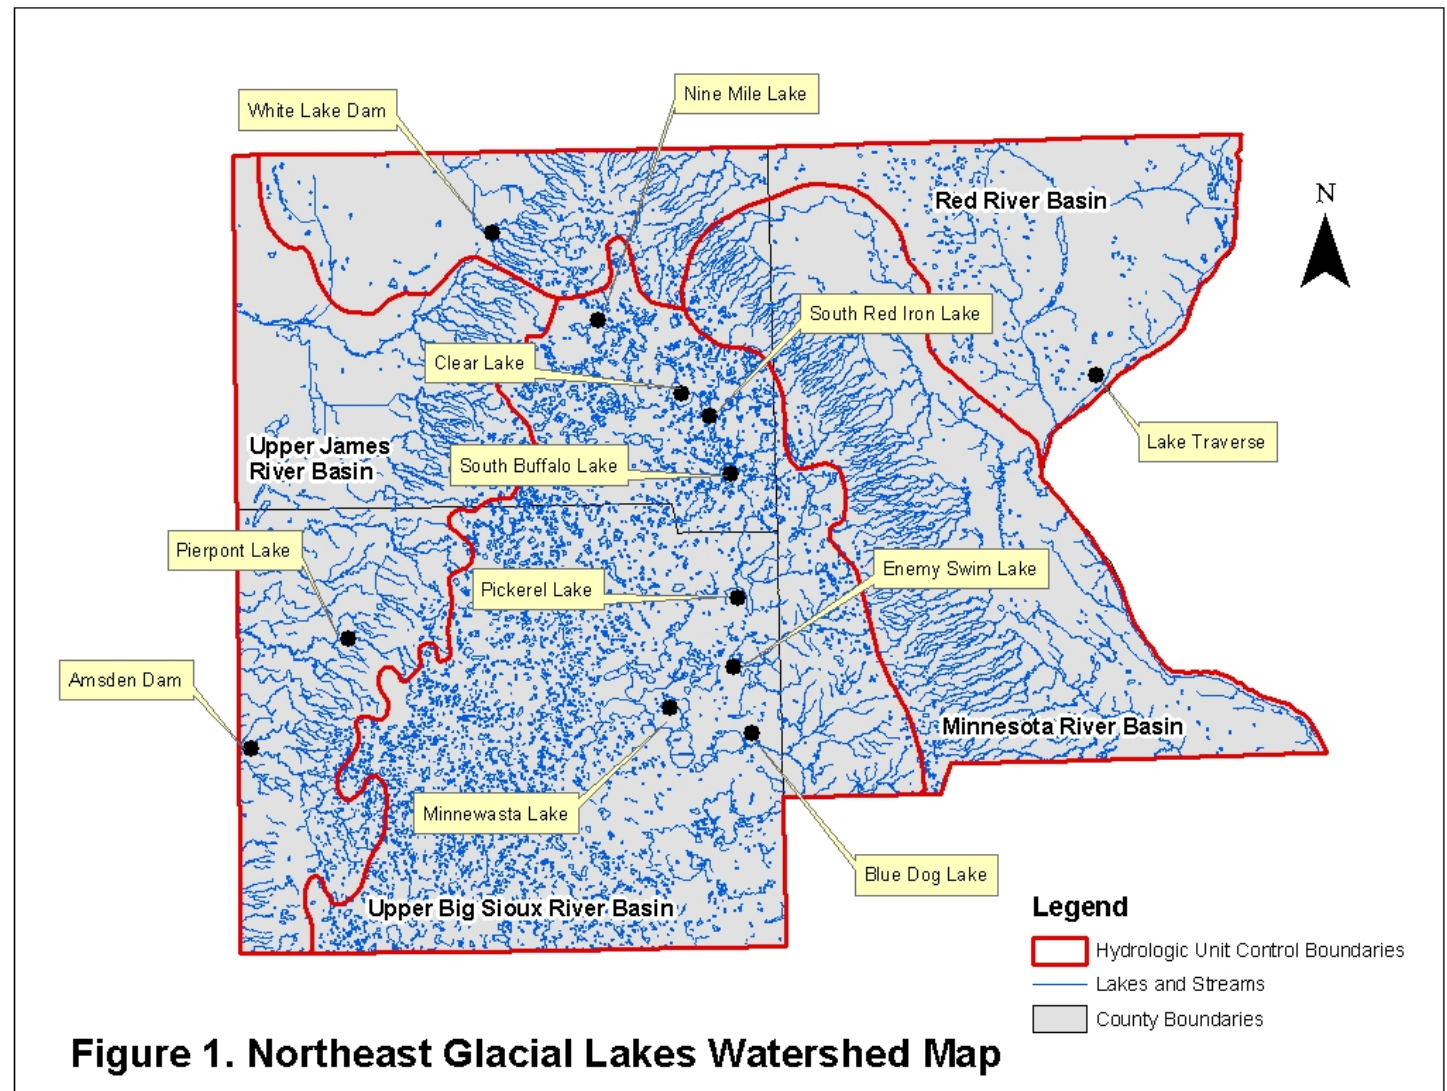 Nine Mile Lake
White Lake Dam
Red River Basin
N
South Red Iron Lake
Clear Lake
Lake Traverse
Upper James
River Basin
South Buffalo Lake
Pierpont Lake
Enemy Swim Lake
Pickerel Lake
Amsden Dam
Minnesota River Basin
Minnewasta Lake
Blue Dog Lake
Upper Big Sioux River Basin
Legend
Hydrologic Unit Control Boundaries
Lakes and Streams
County Boundaries
Figure 1. Northeast Glacial Lakes Watershed Map